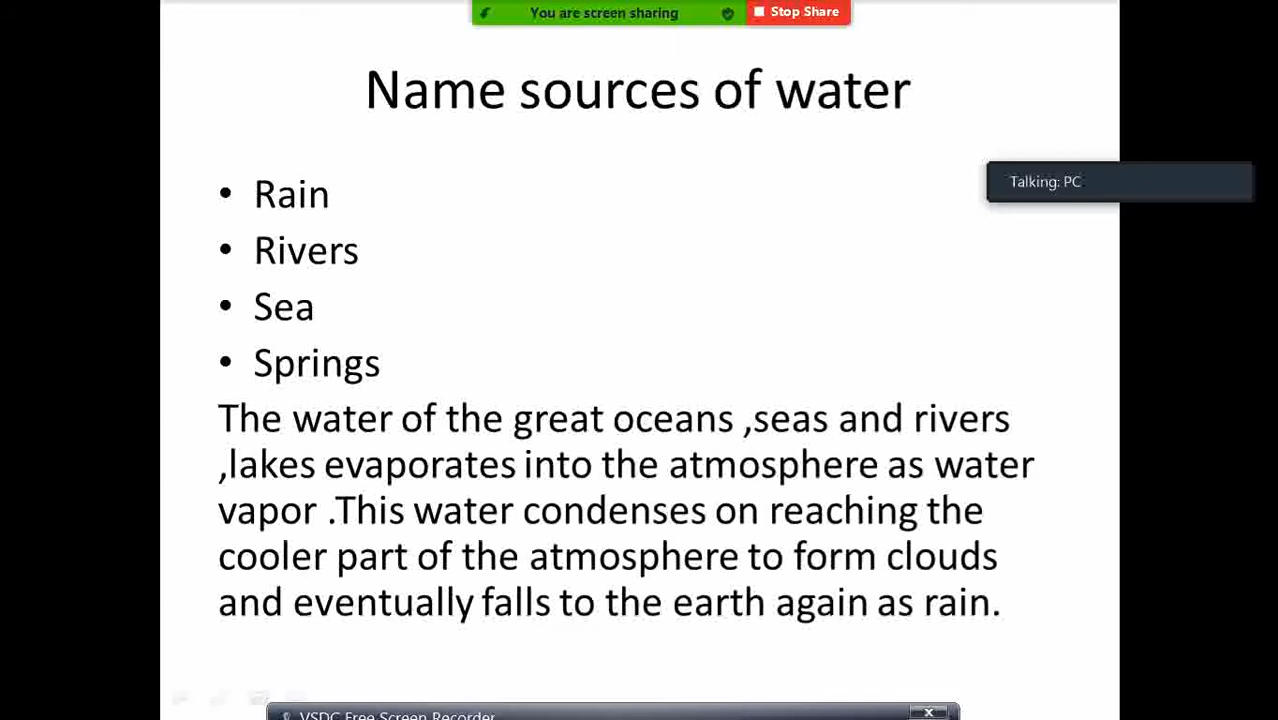 You are screen sharing
Stop Share
Name sources of water
Talking: PC
• Rain
• Rivers
• Sea
• Springs
The water of the great oceans ,seas and rivers
,lakes evaporates into the atmosphere as water
vapor .This water condenses on reaching the
cooler part of the atmosphere to form clouds
and eventually falls to the earth again as rain.
VSDC Free Screen Recorder